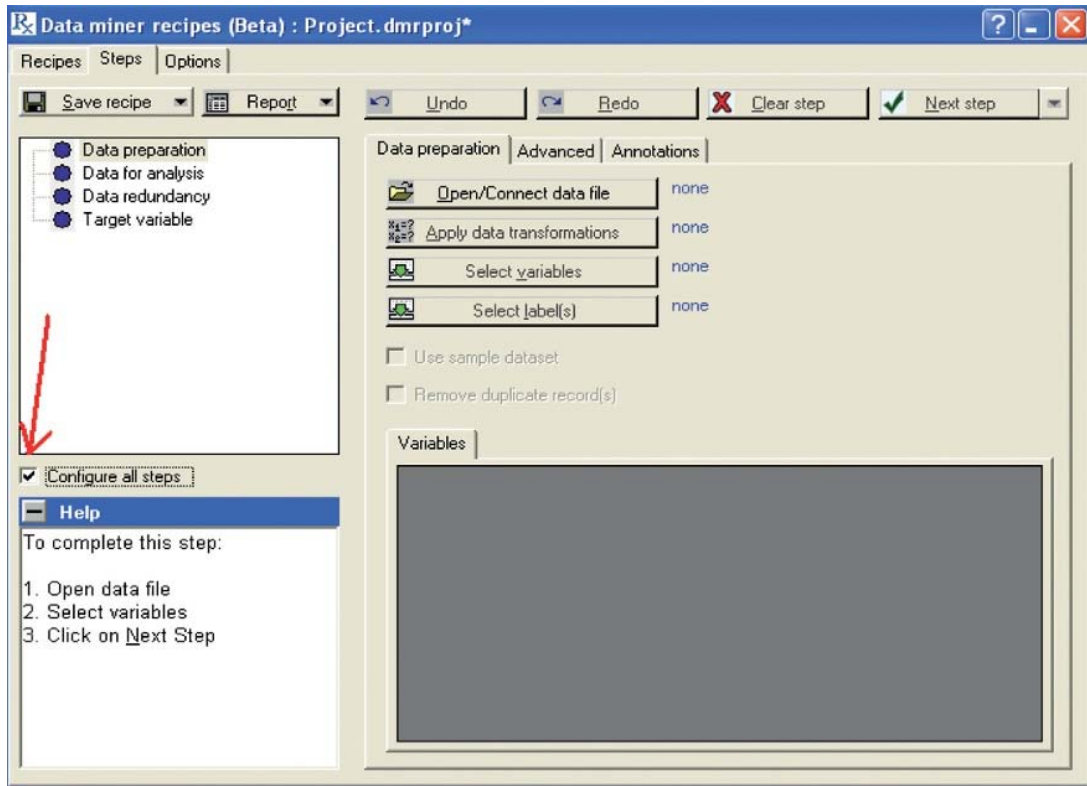 Data miner recipes (Beta) : Project.dmrproj*
Recipes Steps Options
Save recipe Report Undo Redo Clear step Next step
Data preparation
Data for analysis
Data redundancy
Target variable
Configure all steps
Help
To complete this step:
1. Open data file
2. Select variables
3. Click on Next Step
Data preparation Advanced Annotations
Open/Connect data file none
Apply data transformations none
Select variables none
Select label(s) none
Use sample dataset
Remove duplicate record(s)
Variables